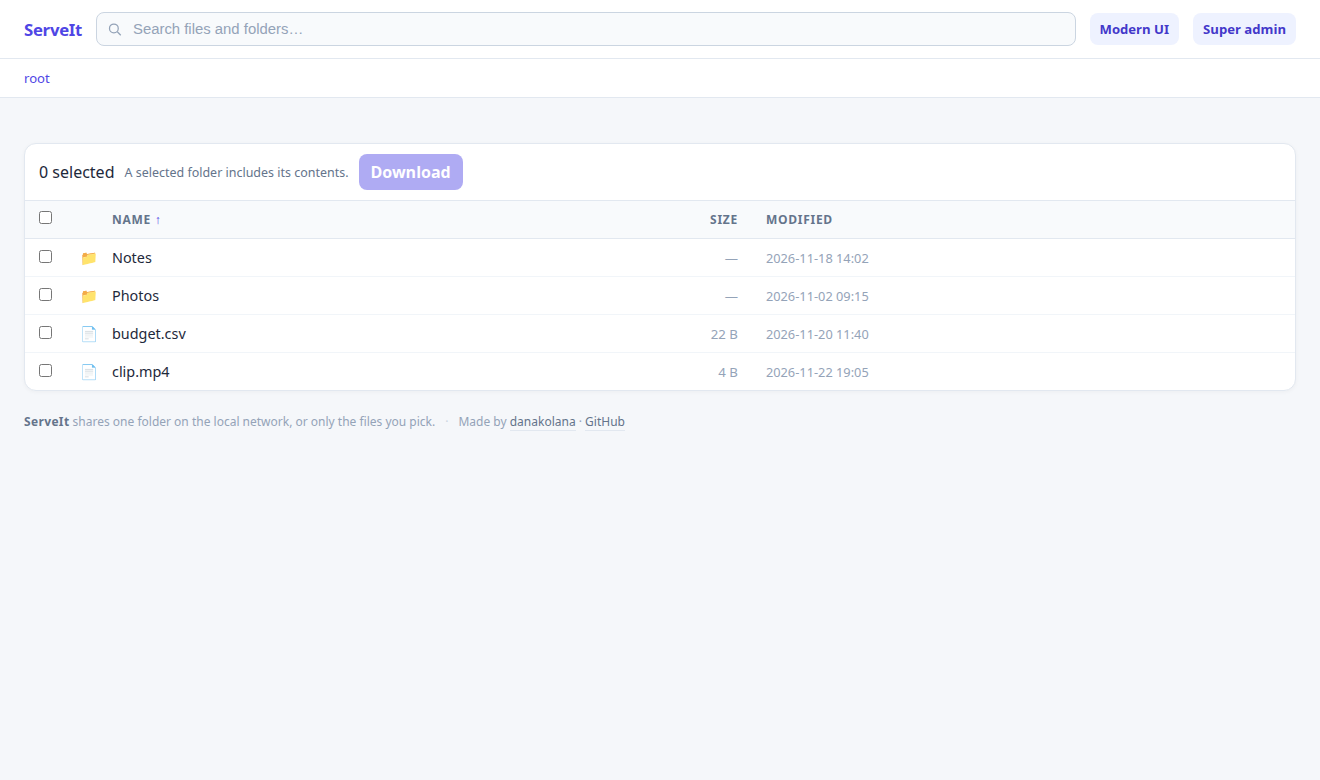 ServeIt
Search files and folders…
Modern UI
Super admin
root
0 selected A selected folder includes its contents. Download
NAME ↑ SIZE MODIFIED
Notes — 2026-11-18 14:02
Photos — 2026-11-02 09:15
budget.csv 22 B 2026-11-20 11:40
clip.mp4 4 B 2026-11-22 19:05
ServeIt shares one folder on the local network, or only the files you pick. · Made by danakolana · GitHub